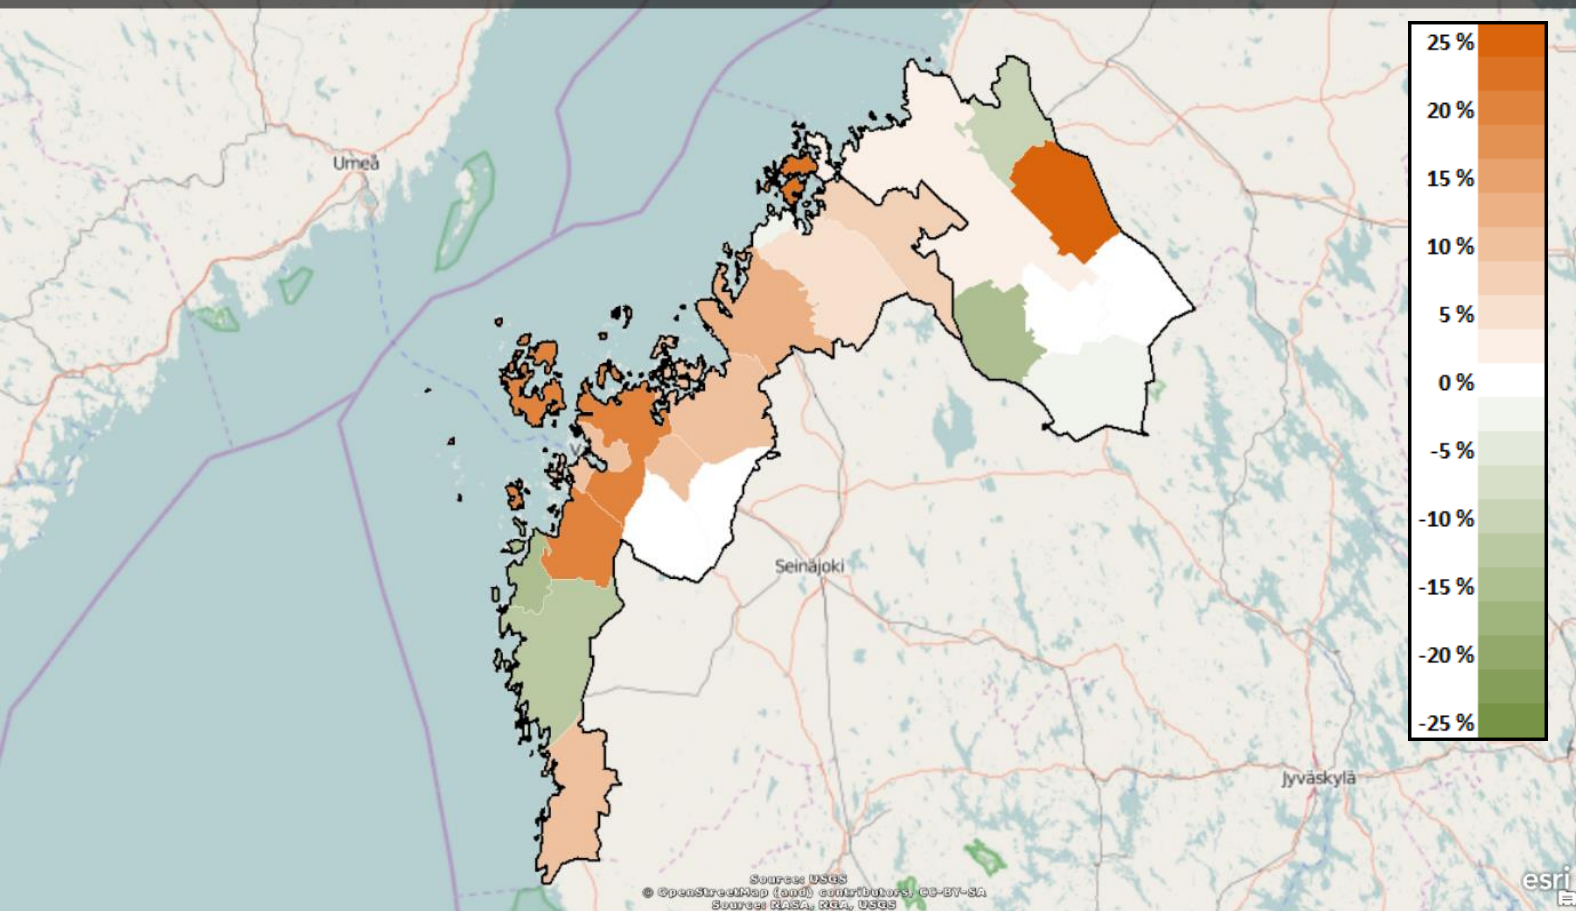 Umeå
25 %
20 %
15 %
10 %
5 %
0 %
-5 %
-10 %
-15 %
-20 %
-25 %
V
Seinäjoki
Jyväskylä
Source: USGS
© OpenStreetMap (and) contributors, CC-BY-SA
Source: NASA, NGA, USGS
esri